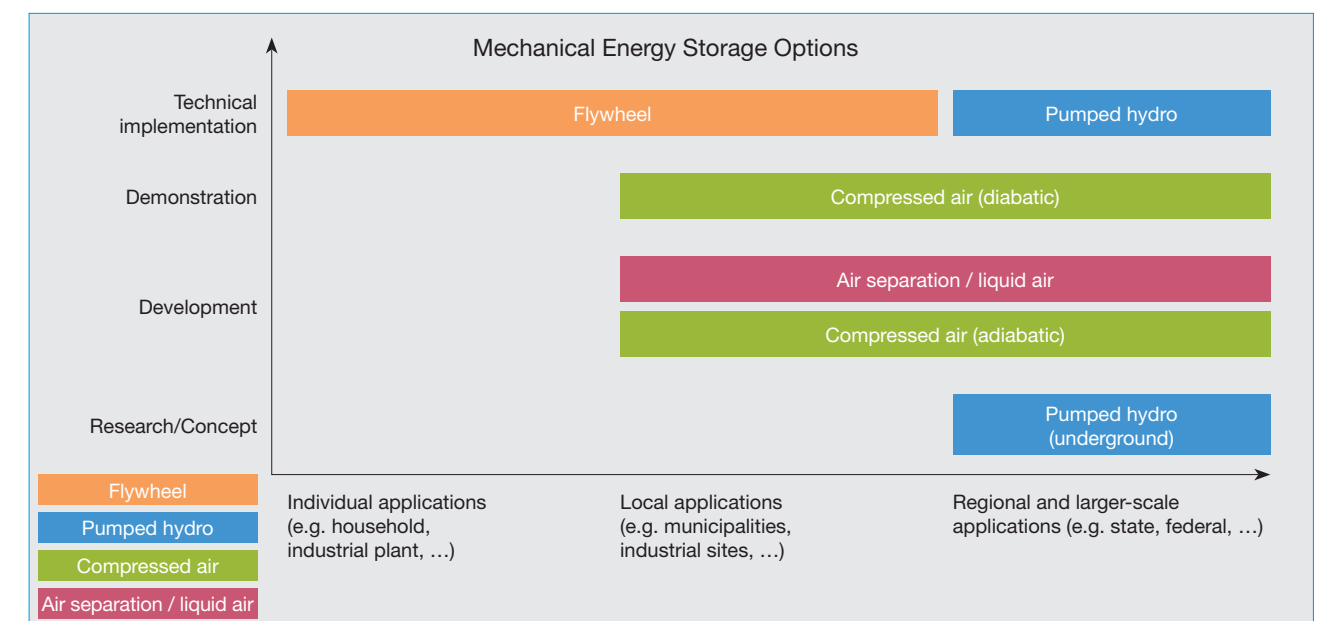 Mechanical Energy Storage Options
Technical
implementation
Flywheel
Pumped hydro
Demonstration
Compressed air (diabatic)
Development
Air separation / liquid air
Compressed air (adiabatic)
Research/Concept
Pumped hydro
(underground)
Individual applications
(e.g. household,
industrial plant, …)
Local applications
(e.g. municipalities,
industrial sites, …)
Regional and larger-scale
applications (e.g. state, federal, …)
Flywheel
Pumped hydro
Compressed air
Air separation / liquid air